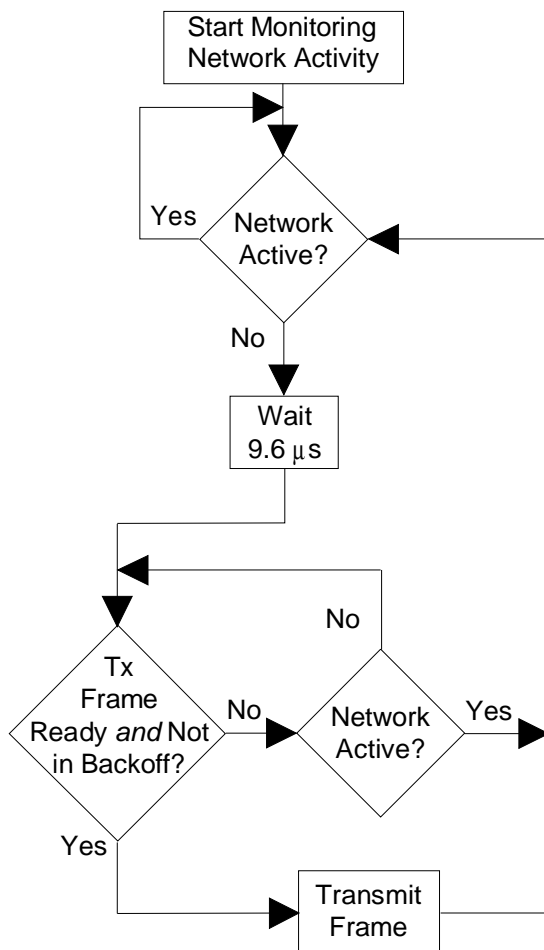 Start Monitoring
Network Activity
Yes
Network
Active?
No
Wait
9.6 μs
No
Tx
Frame
Ready and Not
in Backoff?
No
Network
Active?
Yes
Yes
Transmit
Frame